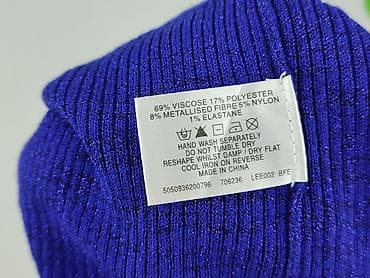 69% VISCOSE 17% POLYESTER
8% METALLISED FIBRE 5% NYLON
1% ELASTANE
HAND WASH SEPARATELY
DO NOT TUMBLE DRY
RESHAPE WHILST DAMP / DRY FLAT
COOL IRON ON REVERSE
MADE IN CHINA
5050936200796 706236 LEE002 BFE